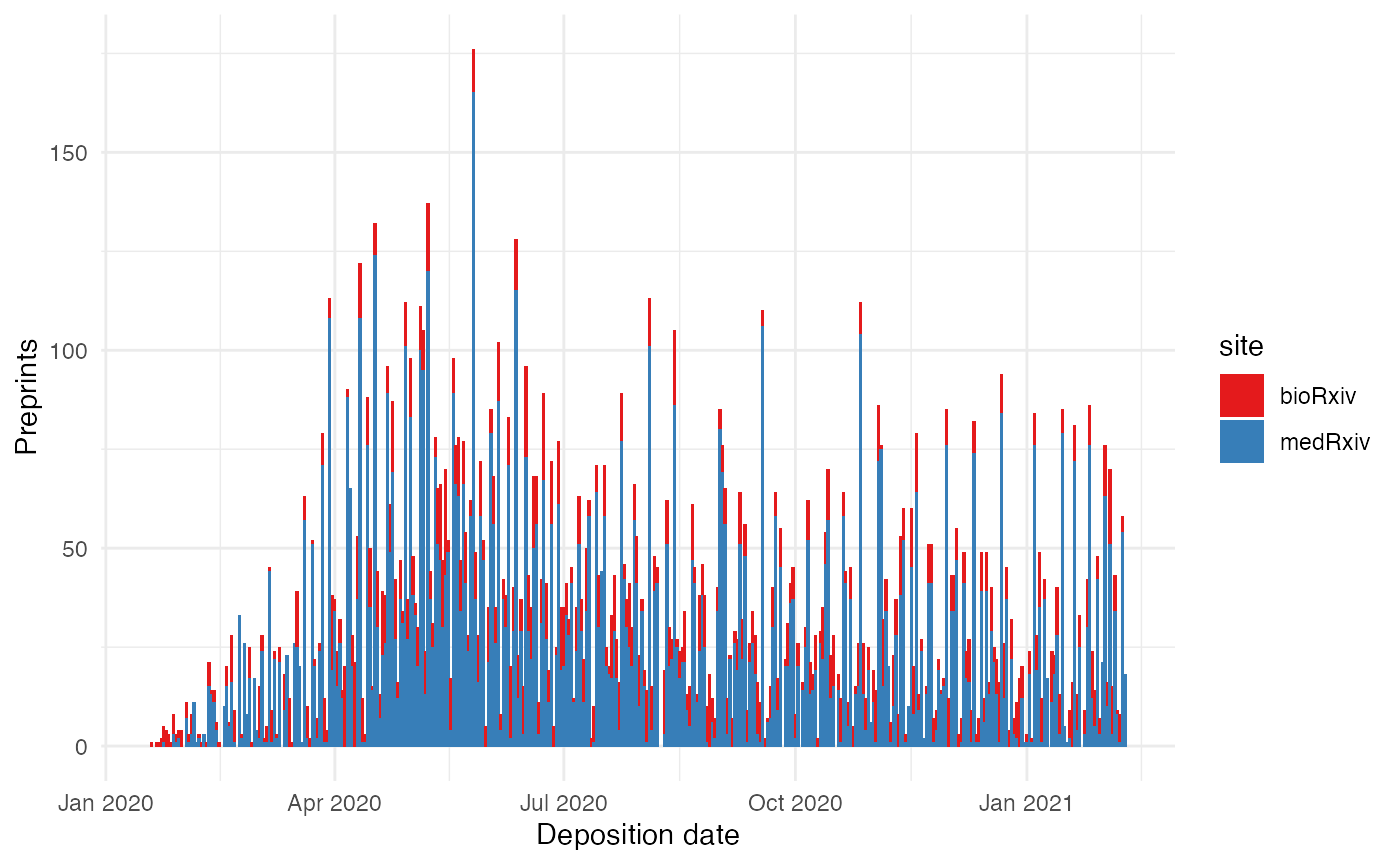 150
100
50
0
Preprints
Jan 2020
Apr 2020
Jul 2020
Oct 2020
Jan 2021
Deposition date
site
bioRxiv
medRxiv